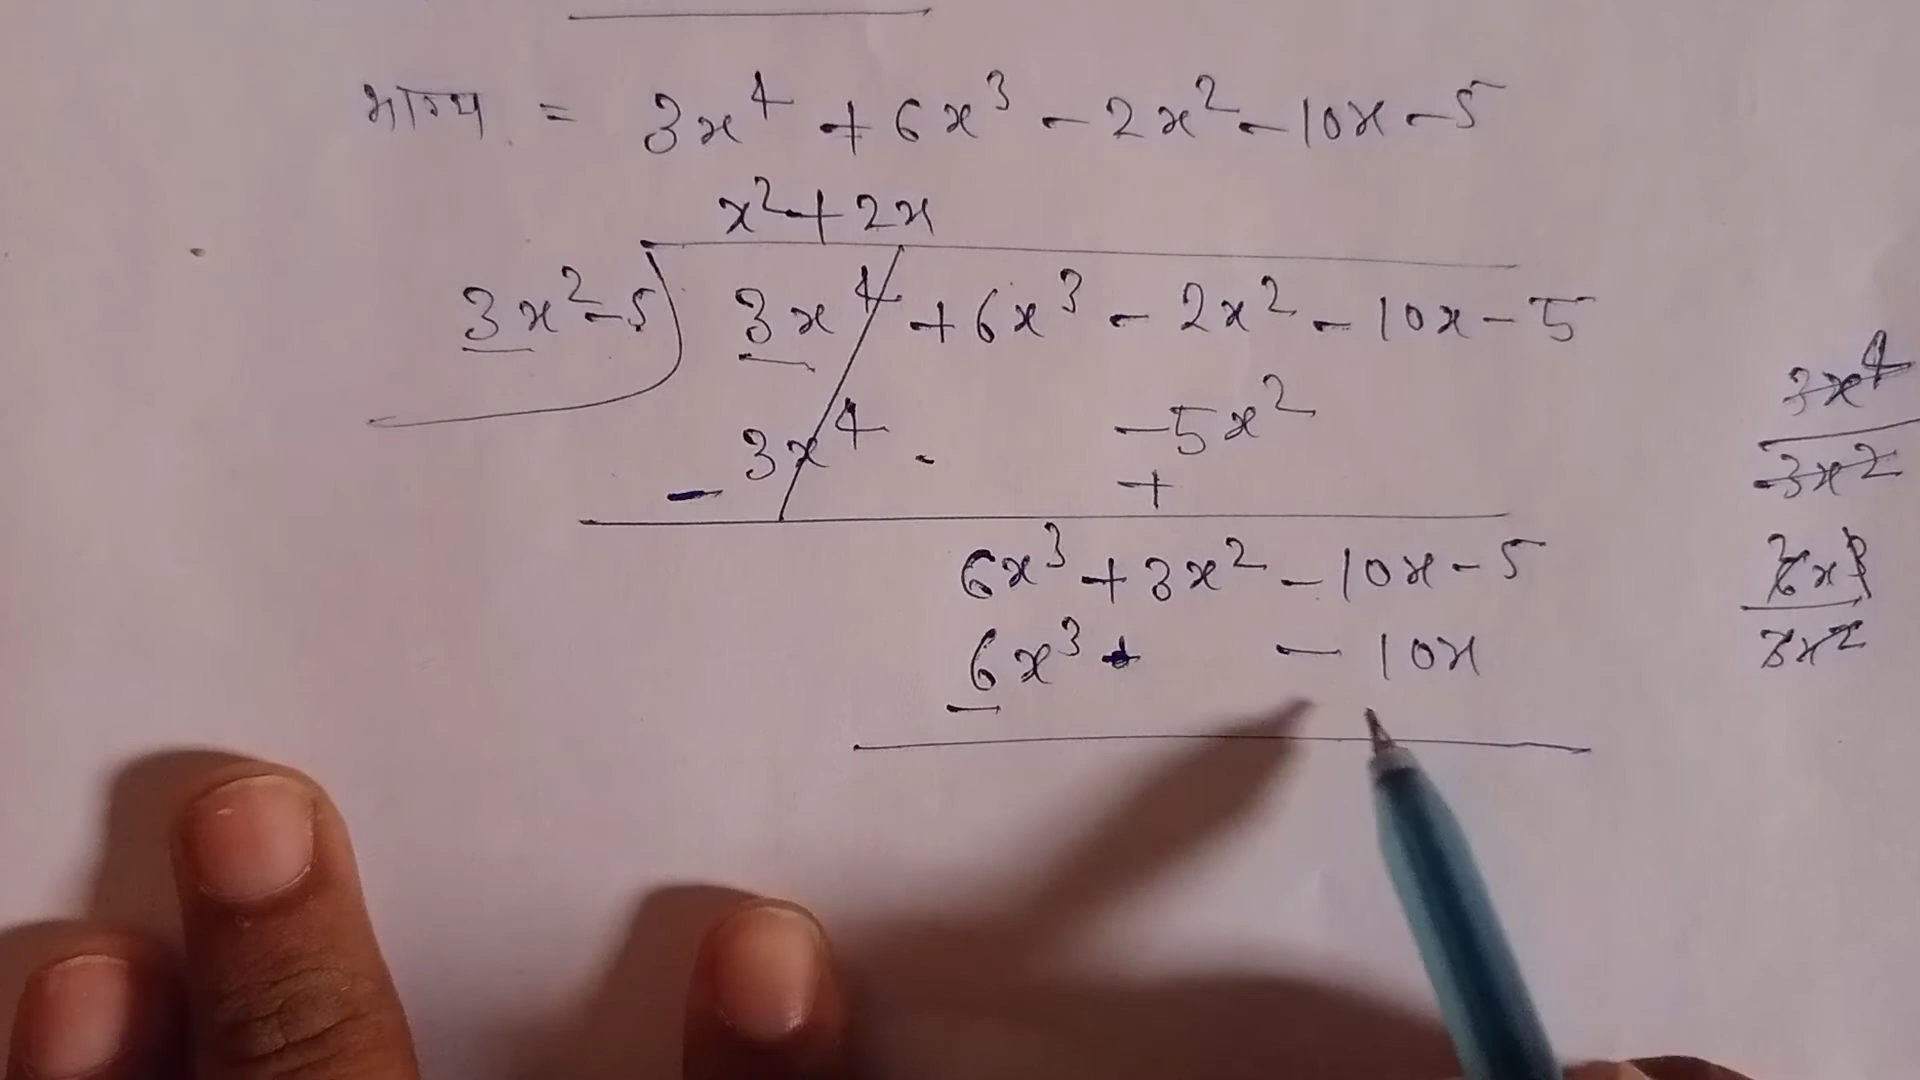 भाज्य = 3x⁴ + 6x³ - 2x² - 10x - 5
x² + 2x
3x² - 5) 3x⁴ + 6x³ - 2x² - 10x - 5
3x⁴ - 5x²
- +
6x³ + 3x² - 10x - 5
6x³ + - 10x
-
3x⁴
3x²
6x³
3x²
2